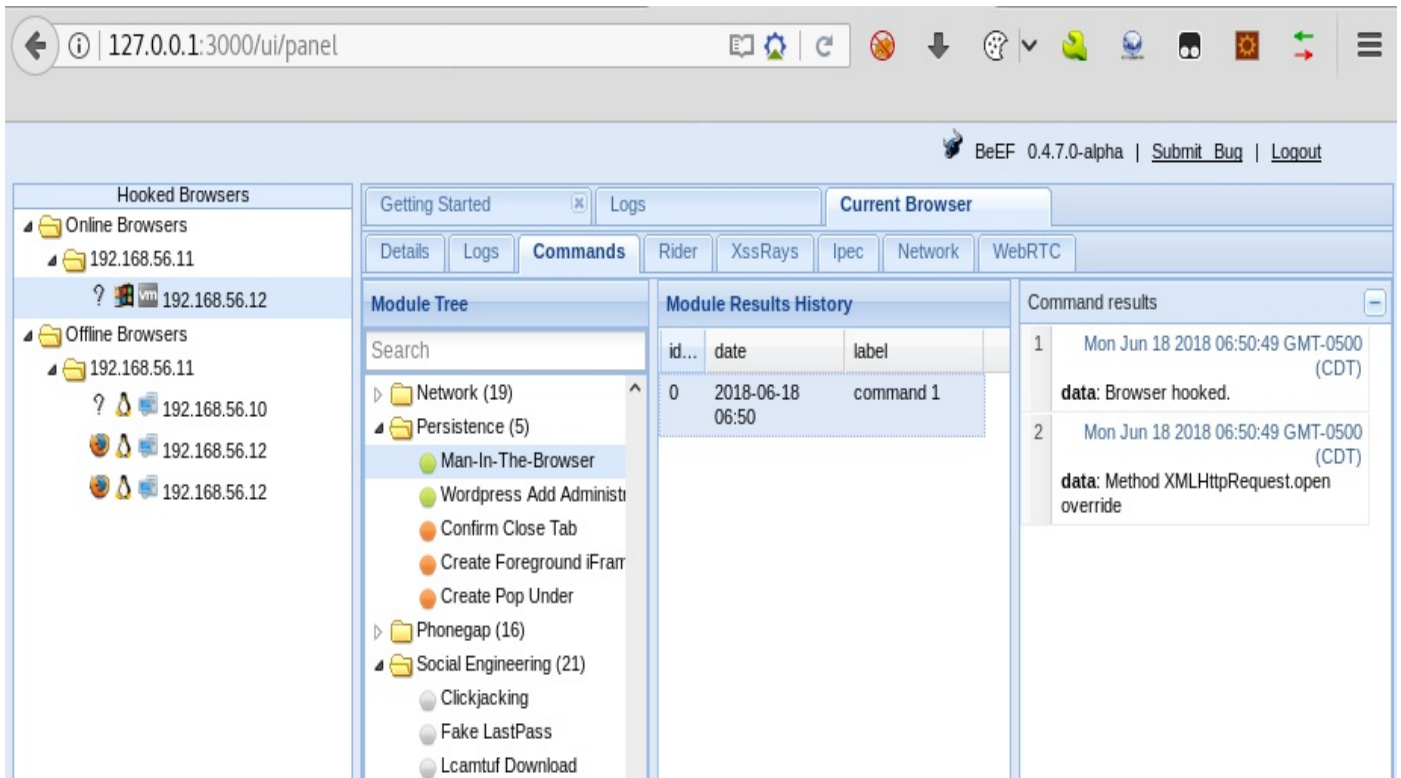 127.0.0.1:3000/ui/panel
BeEF 0.4.7.0-alpha | Submit Bug | Logout
Hooked Browsers
Online Browsers
192.168.56.11
? vm 192.168.56.12
Offline Browsers
192.168.56.11
? 192.168.56.10
192.168.56.12
192.168.56.12
Getting Started Logs Current Browser
Details Logs Commands Rider XssRays Ipec Network WebRTC
Module Tree
Search
Network (19)
Persistence (5)
Man-In-The-Browser
Wordpress Add Administr
Confirm Close Tab
Create Foreground iFram
Create Pop Under
Phonegap (16)
Social Engineering (21)
Clickjacking
Fake LastPass
Lcamtuf Download
Module Results History
id... date label
0 2018-06-18 command 1
06:50
Command results
1 Mon Jun 18 2018 06:50:49 GMT-0500
(CDT)
data: Browser hooked.
2 Mon Jun 18 2018 06:50:49 GMT-0500
(CDT)
data: Method XMLHttpRequest.open
override